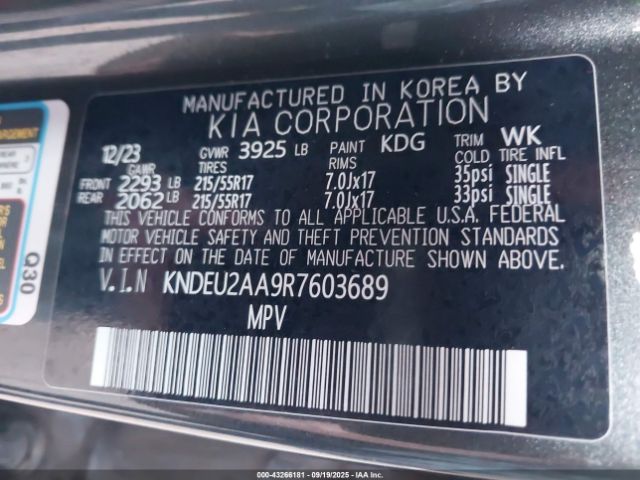 MANUFACTURED IN KOREA BY
KIA CORPORATION
12/23 GVWR 3925 LB PAINT KDG TRIM WK
GAWR TIRES RIMS COLD TIRE INFL
FRONT 2293 LB 215/55R17 7.0Jx17 35psi SINGLE
REAR 2062 LB 215/55R17 7.0Jx17 33psi SINGLE
THIS VEHICLE CONFORMS TO ALL APPLICABLE U.S.A. FEDERAL
MOTOR VEHICLE SAFETY AND THEFT PREVENTION STANDARDS
IN EFFECT ON THE DATE OF MANUFACTURE SHOWN ABOVE.
V.I.N KNDEU2AA9R7603689
MPV
Q30
000-43266181 - 09/19/2025 - IAAI.COM